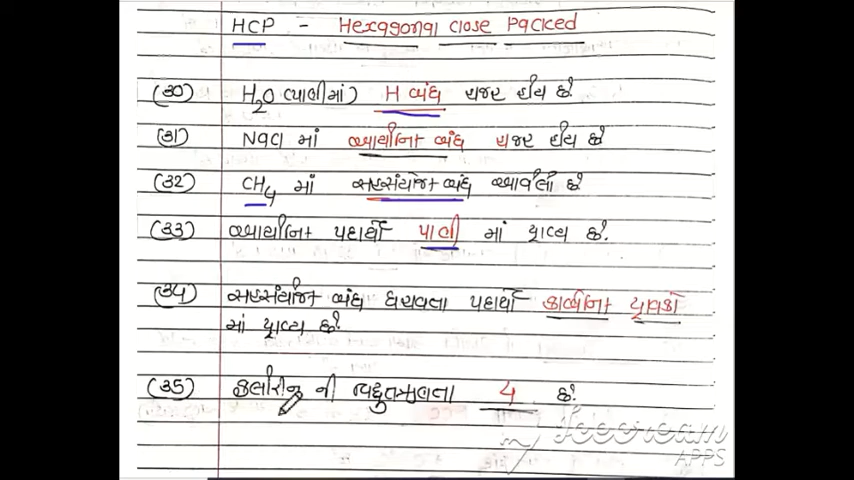 HCP - Hexagonal close Packed
(૩૦) H2O (પાણીમાં) H બંધ હાજર હોય છે.
(૩૧) NaCl માં આયનિક બંધ હાજર હોય છે
(૩૨) CH4 માં સહસંયોજક બંધ આવેલો છે
(૩૩) આયનિક પદાર્થો પાણી માં દ્રાવ્ય છે.
(૩૪) સહસંયોજક બંધ ધરાવતા પદાર્થો કાર્બનિક દ્રાવકો
માં દ્રાવ્ય છે.
(૩૫) ફ્લોરીન ની વિદ્યુતઋણતા 4 છે.
APPS